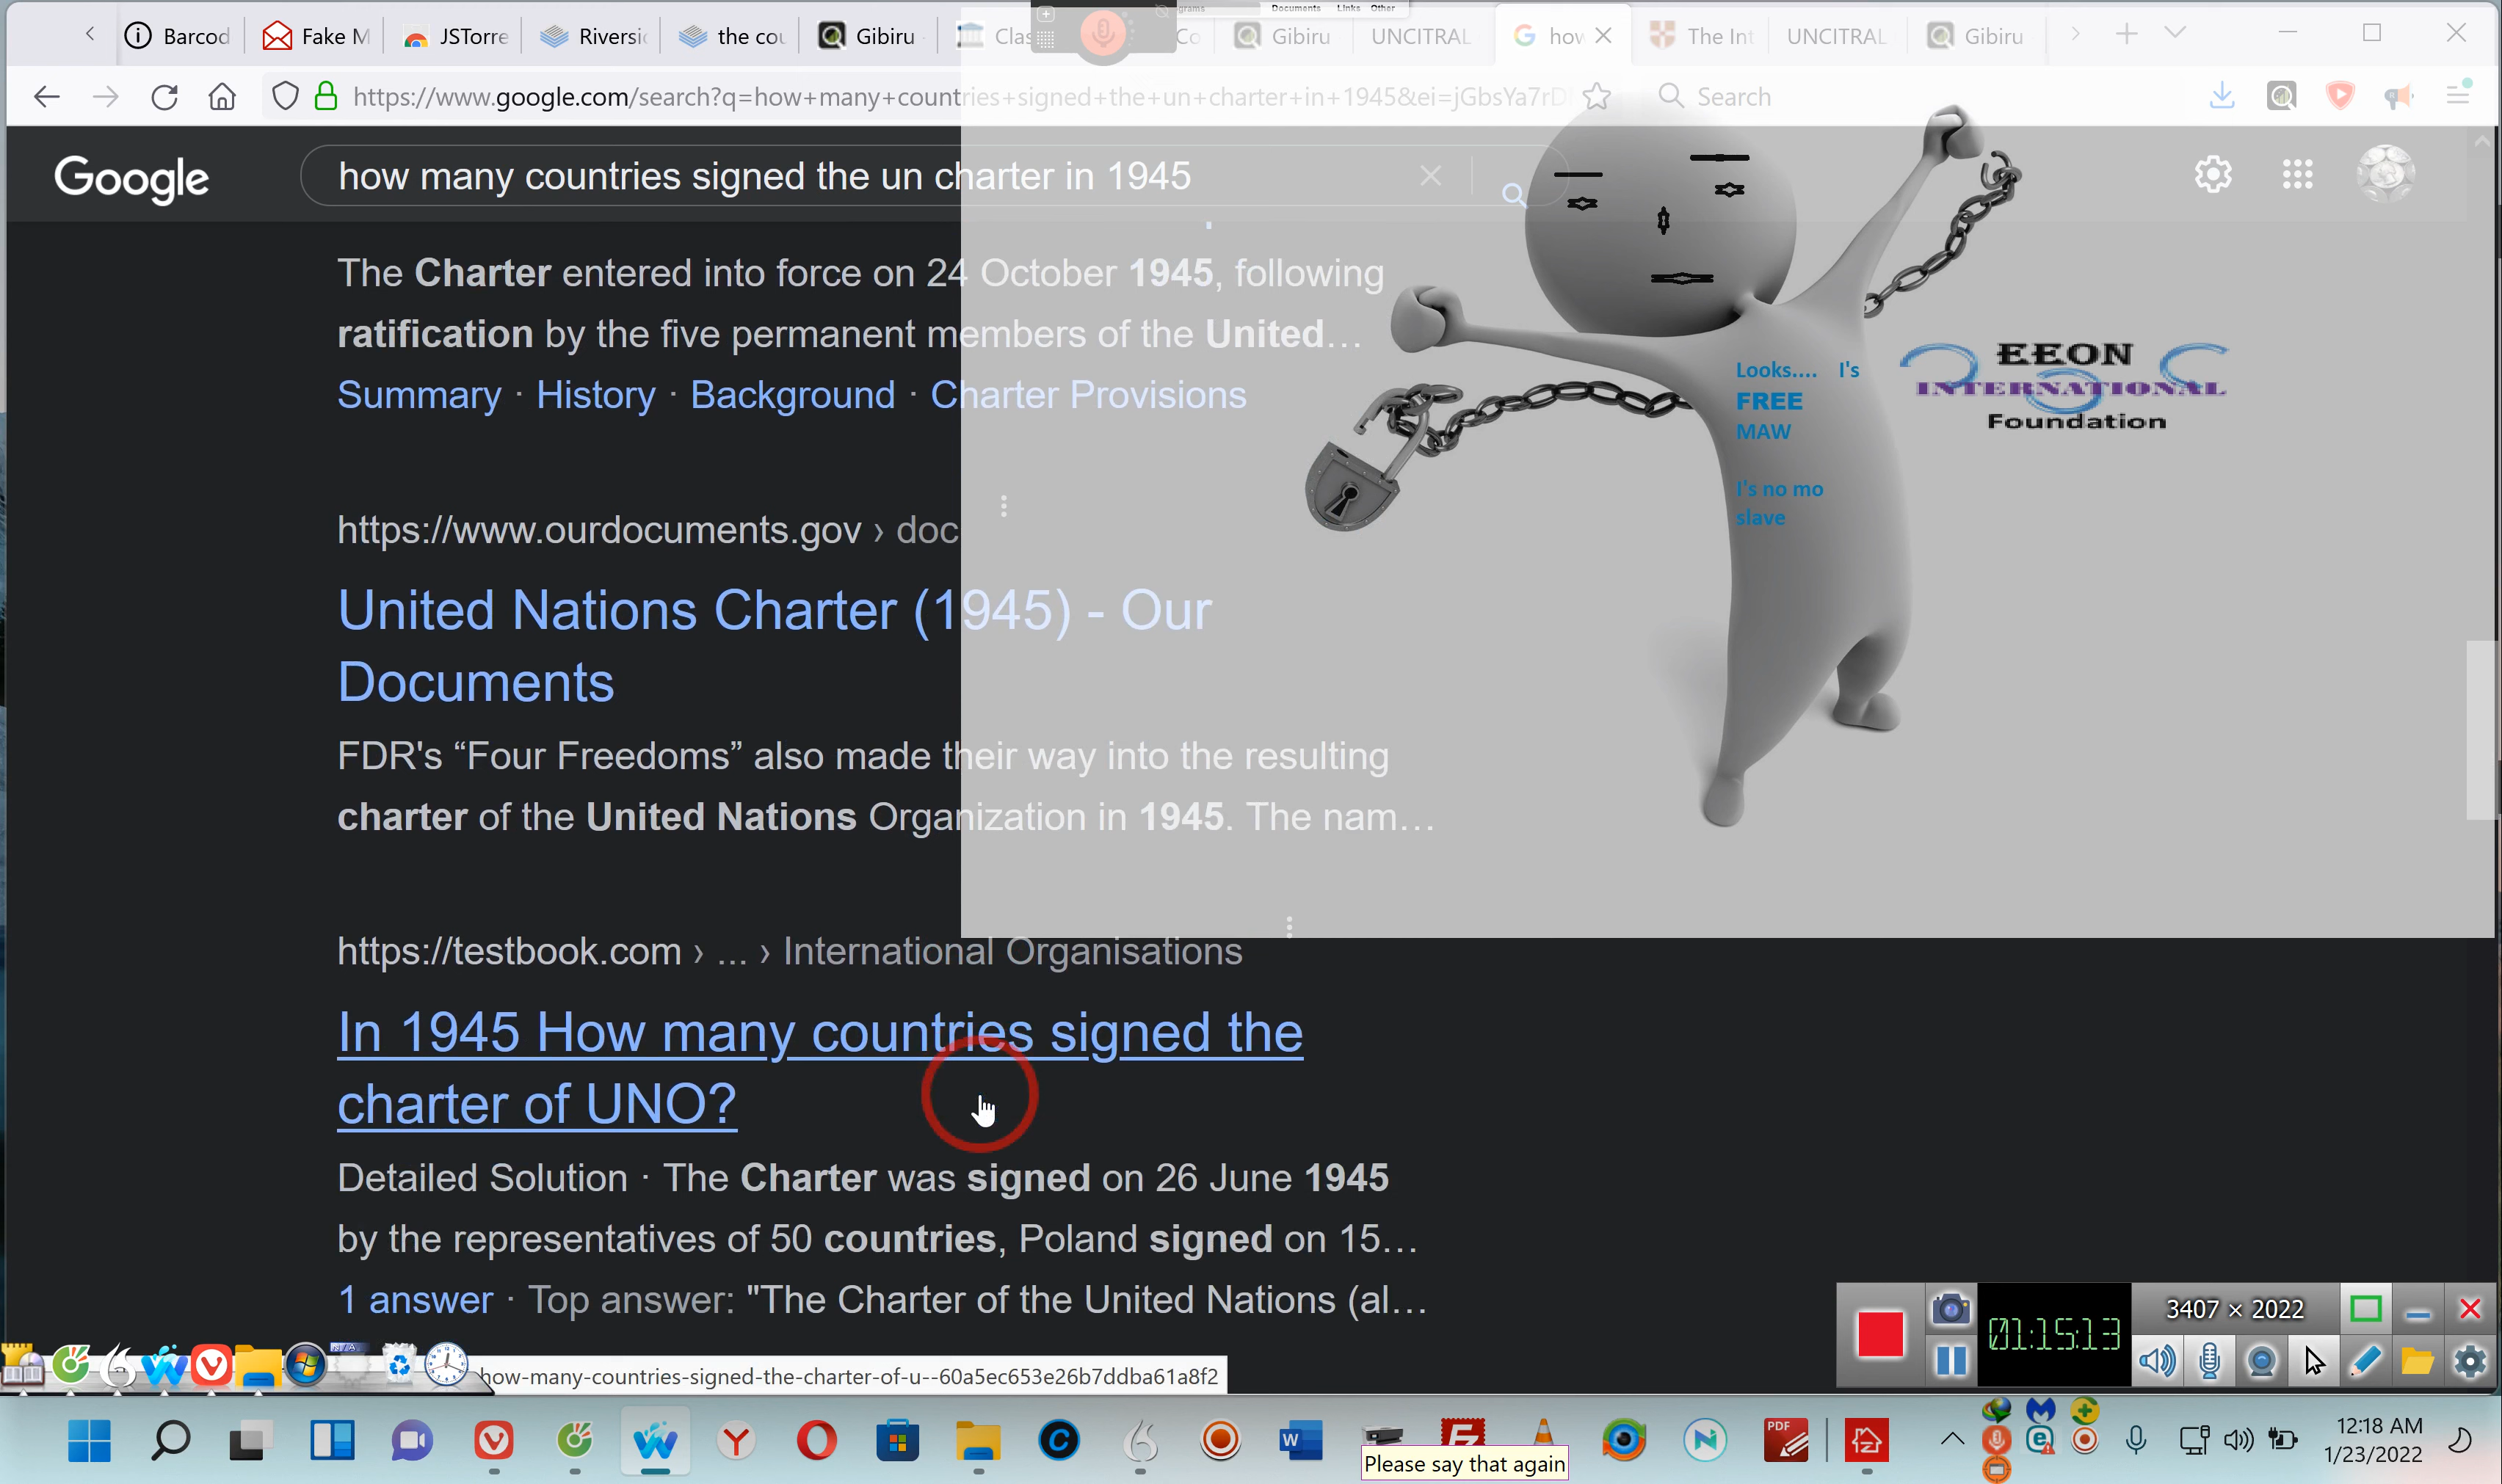 grams Documents Links Other
Barcod
Fake M
JSTorre
Riversi
the cou
Gibiru
Clas
Co
Gibiru
UNCITRAL
how
The Int
UNCITRAL
Gibiru
https://www.google.com/search?q=how+many+countries+signed+the+un+charter+in+1945&ei=jGbsYa7rD
Search
Google
how many countries signed the un charter in 1945
The Charter entered into force on 24 October 1945, following
ratification by the five permanent members of the United...
Summary · History · Background · Charter Provisions
Looks.... I's
FREE
MAW
I's no mo
slave
EEON
INTERNATIONAL
Foundation
https://www.ourdocuments.gov › doc
United Nations Charter (1945) - Our
Documents
FDR's “Four Freedoms” also made their way into the resulting
charter of the United Nations Organization in 1945. The nam...
https://testbook.com › ... › International Organisations
In 1945 How many countries signed the
charter of UNO?
Detailed Solution · The Charter was signed on 26 June 1945
by the representatives of 50 countries, Poland signed on 15...
1 answer · Top answer: "The Charter of the United Nations (al...
3407 × 2022
01:15:13
how-many-countries-signed-the-charter-of-u--60a5ec653e26b7ddba61a8f2
PDF
Please say that again
12:18 AM
1/23/2022